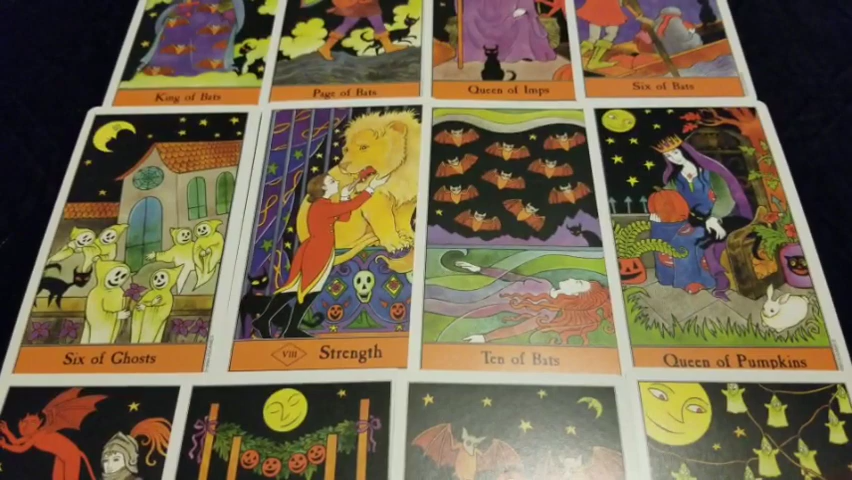 King of Bats
Page of Bats
Queen of Imps
Six of Bats
Six of Ghosts
VIII Strength
Ten of Bats
Queen of Pumpkins